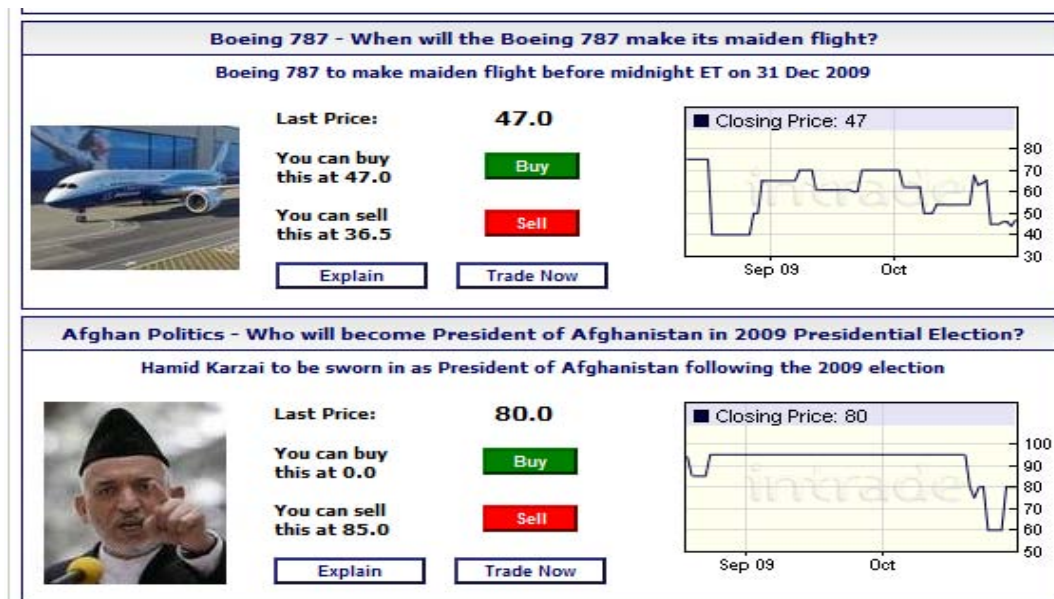 Boeing 787 - When will the Boeing 787 make its maiden flight?
Boeing 787 to make maiden flight before midnight ET on 31 Dec 2009
Last Price: 47.0
You can buy
this at 47.0
Buy
You can sell
this at 36.5
Sell
Explain Trade Now
Closing Price: 47
intrade
80
70
60
50
40
30
Sep 09 Oct
Afghan Politics - Who will become President of Afghanistan in 2009 Presidential Election?
Hamid Karzai to be sworn in as President of Afghanistan following the 2009 election
Last Price: 80.0
You can buy
this at 0.0
Buy
You can sell
this at 85.0
Sell
Explain Trade Now
Closing Price: 80
intrade
100
90
80
70
60
50
Sep 09 Oct